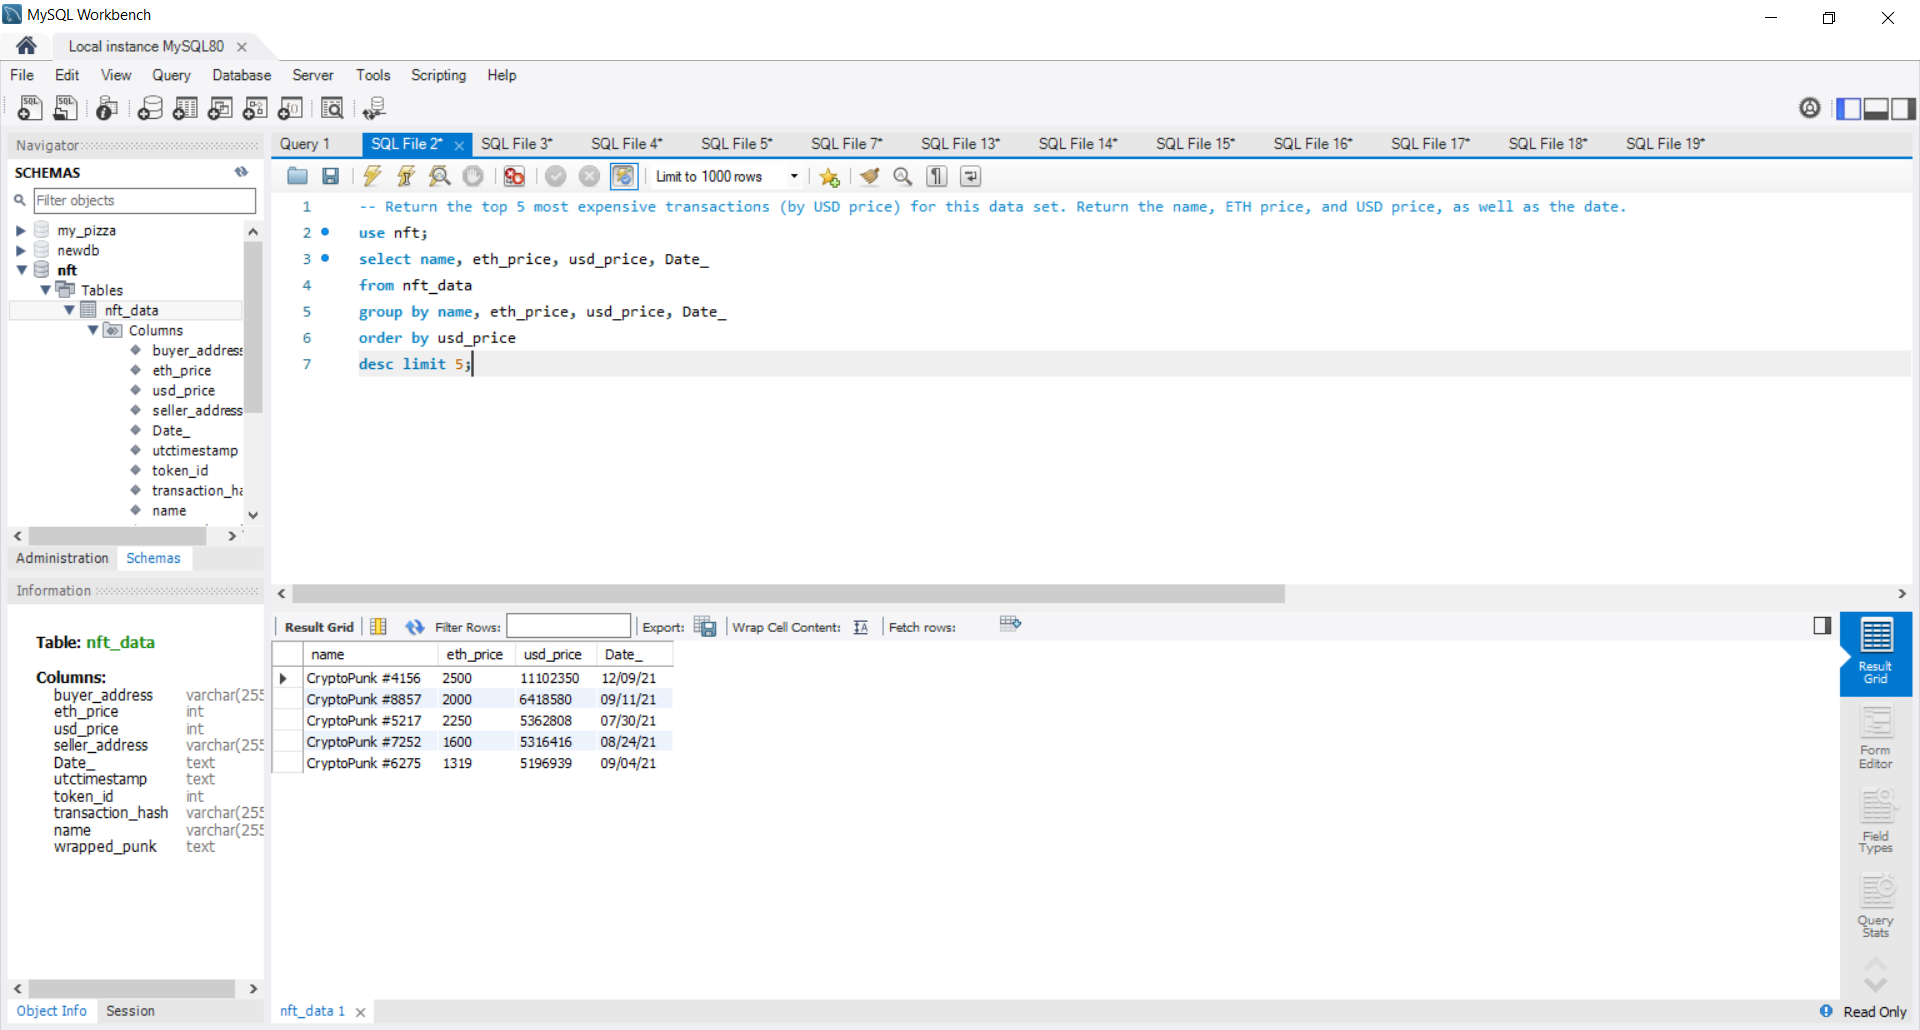 MySQL Workbench
Local instance MySQL80
File Edit View Query Database Server Tools Scripting Help
Navigator
SCHEMAS
Filter objects
my_pizza
newdb
nft
Tables
nft_data
Columns
buyer_address
eth_price
usd_price
seller_address
Date_
utctimestamp
token_id
transaction_ha
name
Administration Schemas
Information
Table: nft_data
Columns:
buyer_address varchar(255
eth_price int
usd_price int
seller_address varchar(255
Date_ text
utctimestamp text
token_id int
transaction_hash varchar(255
name varchar(255
wrapped_punk text
Object Info Session
Query 1 SQL File 2* SQL File 3* SQL File 4* SQL File 5* SQL File 7* SQL File 13* SQL File 14* SQL File 15* SQL File 16* SQL File 17* SQL File 18* SQL File 19*
Limit to 1000 rows
1 -- Return the top 5 most expensive transactions (by USD price) for this data set. Return the name, ETH price, and USD price, as well as the date.
2 use nft;
3 select name, eth_price, usd_price, Date_
4 from nft_data
5 group by name, eth_price, usd_price, Date_
6 order by usd_price
7 desc limit 5;
Result Grid Filter Rows: Export: Wrap Cell Content: Fetch rows:
name eth_price usd_price Date_
CryptoPunk #4156 2500 11102350 12/09/21
CryptoPunk #8857 2000 6418580 09/11/21
CryptoPunk #5217 2250 5362808 07/30/21
CryptoPunk #7252 1600 5316416 08/24/21
CryptoPunk #6275 1319 5196939 09/04/21
Result
Grid
Form
Editor
Field
Types
Query
Stats
nft_data 1
Read Only